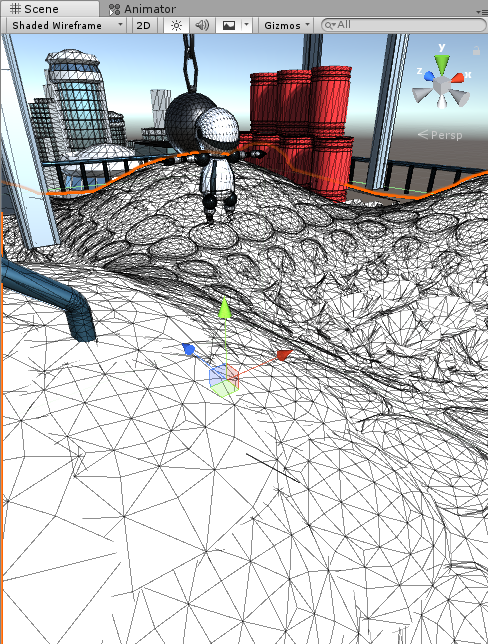 Scene
Animator
Shaded Wireframe
2D
Gizmos
All
y
z
x
Persp